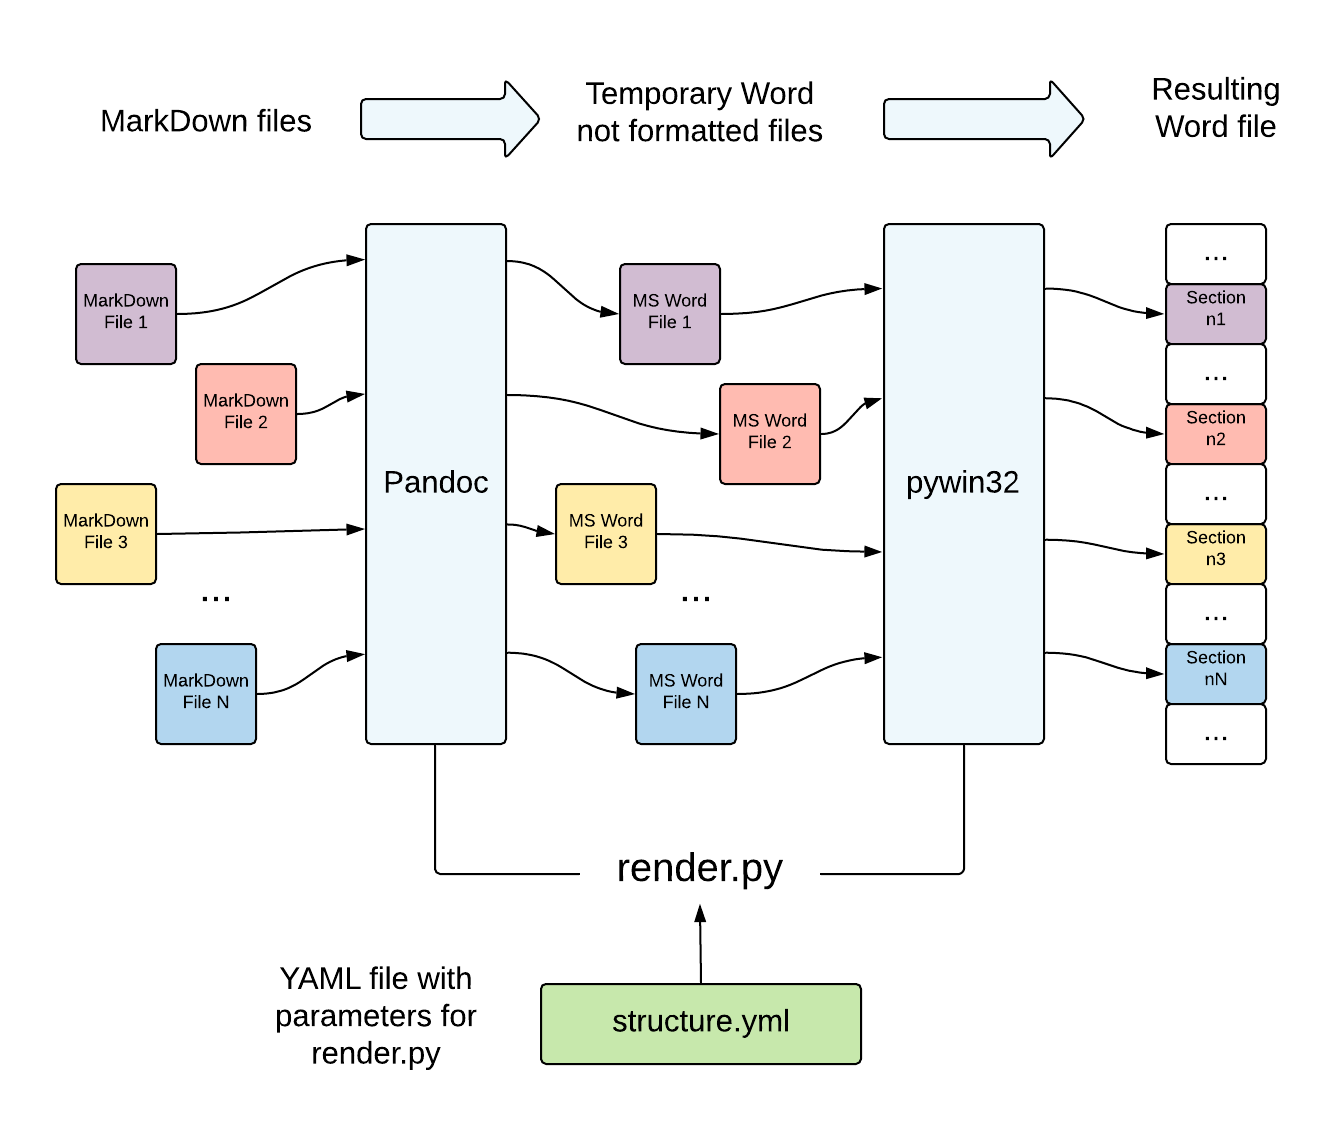 MarkDown files
Temporary Word
not formatted files
Resulting
Word file
MarkDown
File 1
MarkDown
File 2
MarkDown
File 3
...
MarkDown
File N
Pandoc
MS Word
File 1
MS Word
File 2
MS Word
File 3
...
MS Word
File N
pywin32
...
Section
n1
...
Section
n2
...
Section
n3
...
Section
nN
...
render.py
YAML file with
parameters for
render.py
structure.yml